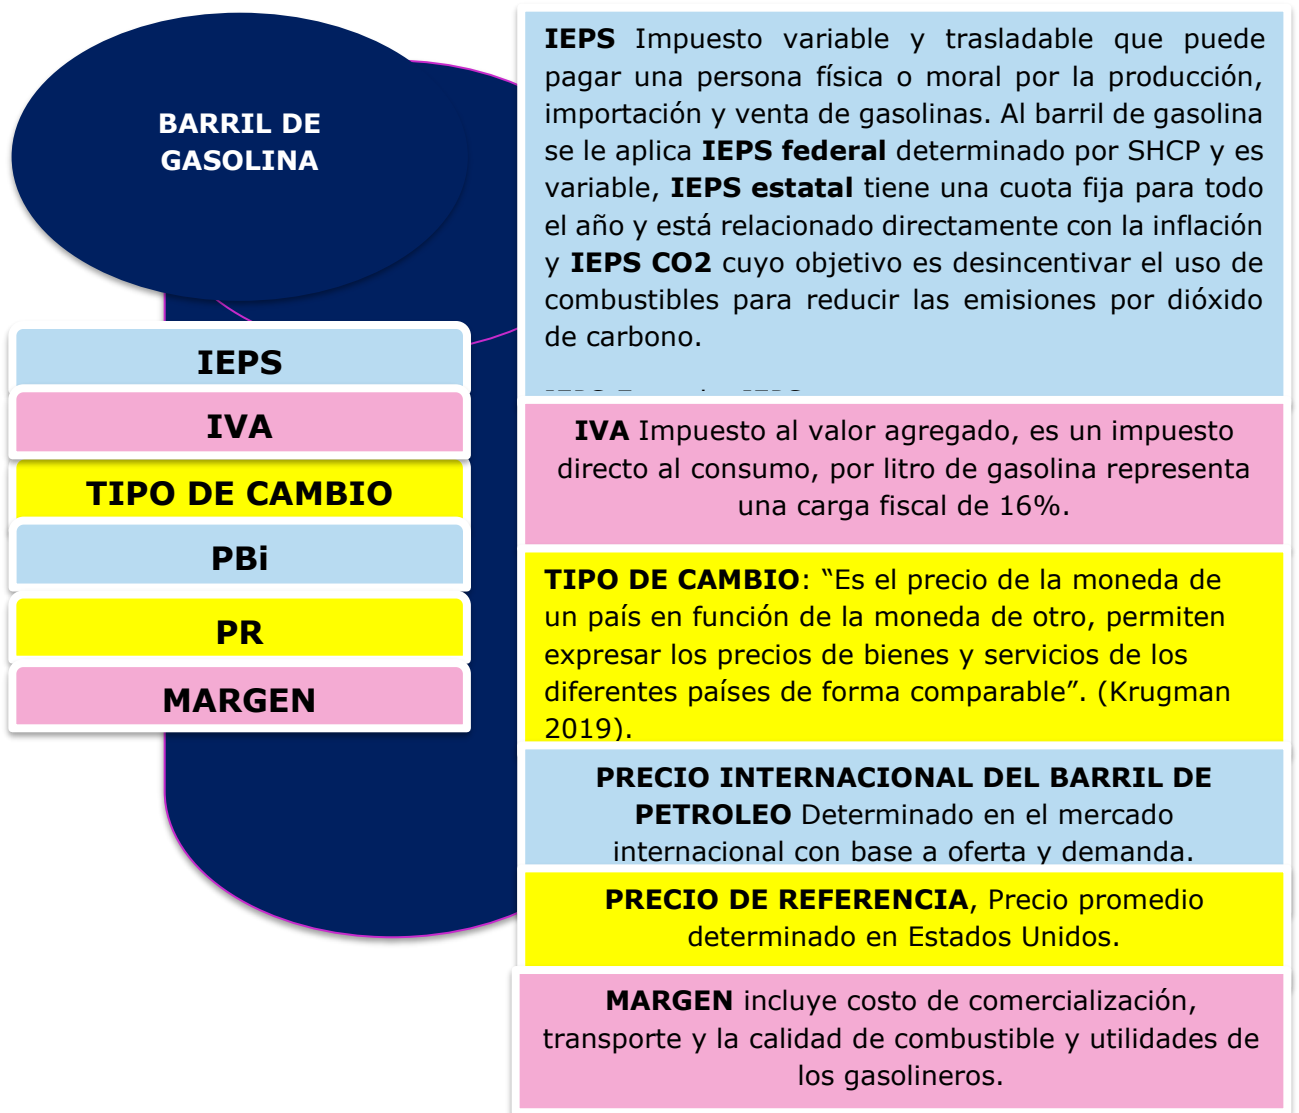 BARRIL DE
GASOLINA
IEPS
IVA
TIPO DE CAMBIO
PBi
PR
MARGEN
IEPS Impuesto variable y trasladable que puede
pagar una persona física o moral por la producción,
importación y venta de gasolinas. Al barril de gasolina
se le aplica IEPS federal determinado por SHCP y es
variable, IEPS estatal tiene una cuota fija para todo
el año y está relacionado directamente con la inflación
y IEPS CO2 cuyo objetivo es desincentivar el uso de
combustibles para reducir las emisiones por dióxido
de carbono.
IVA Impuesto al valor agregado, es un impuesto
directo al consumo, por litro de gasolina representa
una carga fiscal de 16%.
TIPO DE CAMBIO: “Es el precio de la moneda de
un país en función de la moneda de otro, permiten
expresar los precios de bienes y servicios de los
diferentes países de forma comparable”. (Krugman
2019).
PRECIO INTERNACIONAL DEL BARRIL DE
PETROLEO Determinado en el mercado
internacional con base a oferta y demanda.
PRECIO DE REFERENCIA, Precio promedio
determinado en Estados Unidos.
MARGEN incluye costo de comercialización,
transporte y la calidad de combustible y utilidades de
los gasolineros.